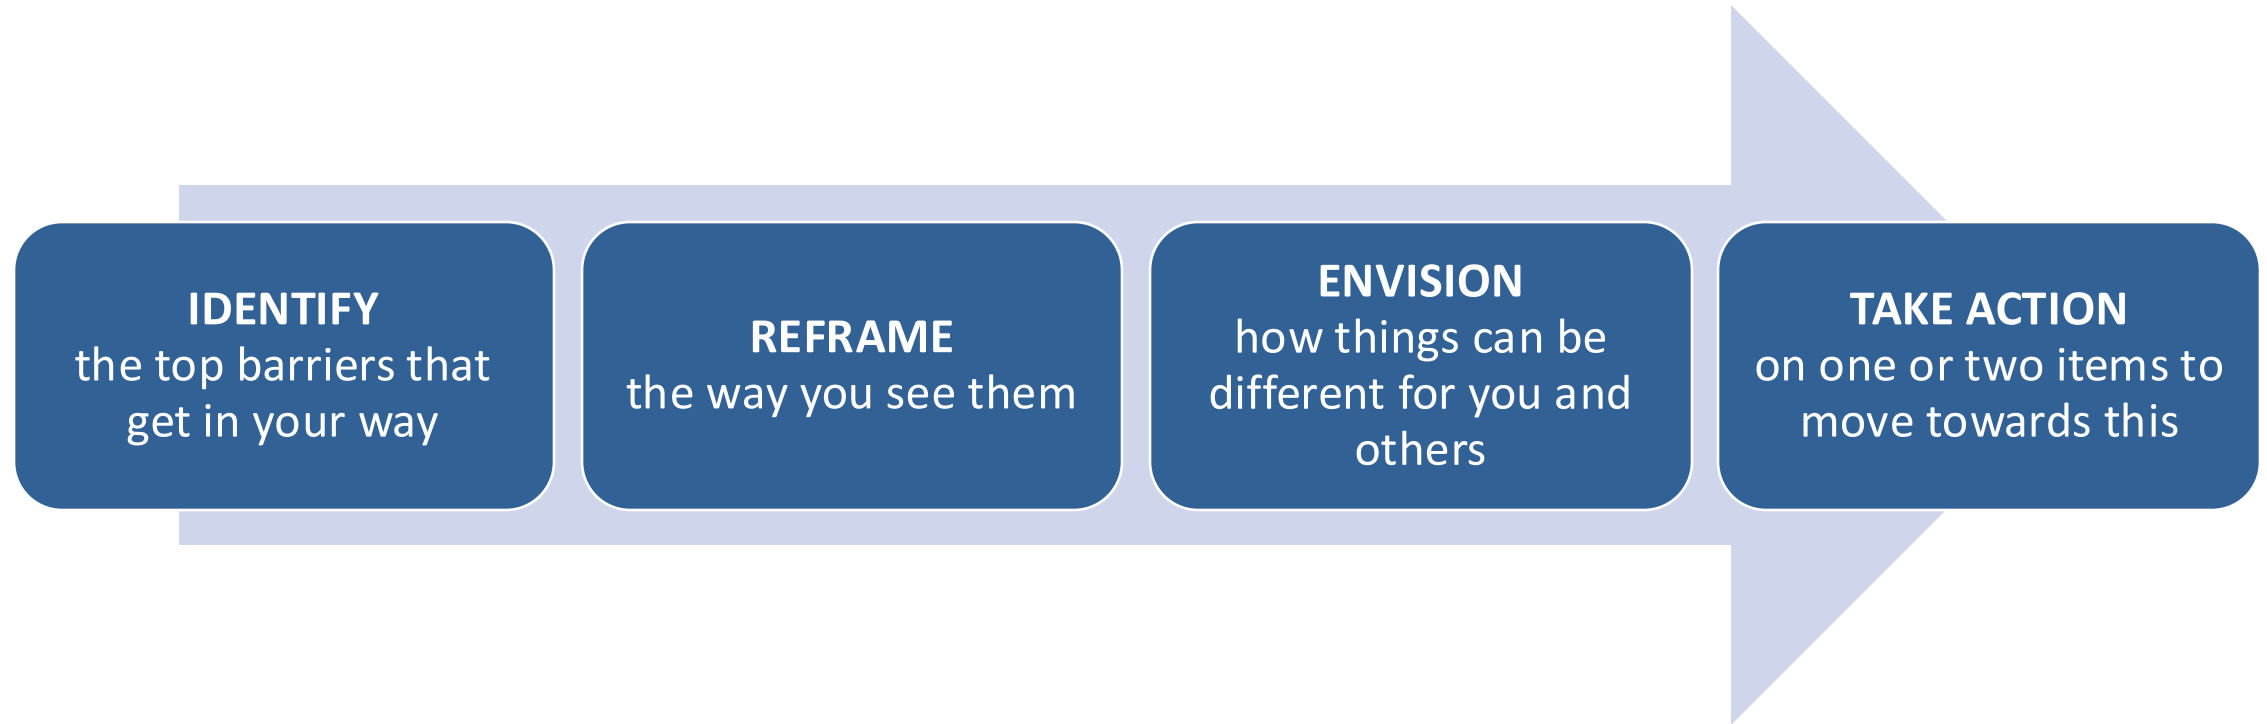 IDENTIFY
the top barriers that
get in your way
REFRAME
the way you see them
ENVISION
how things can be
different for you and
others
TAKE ACTION
on one or two items to
move towards this